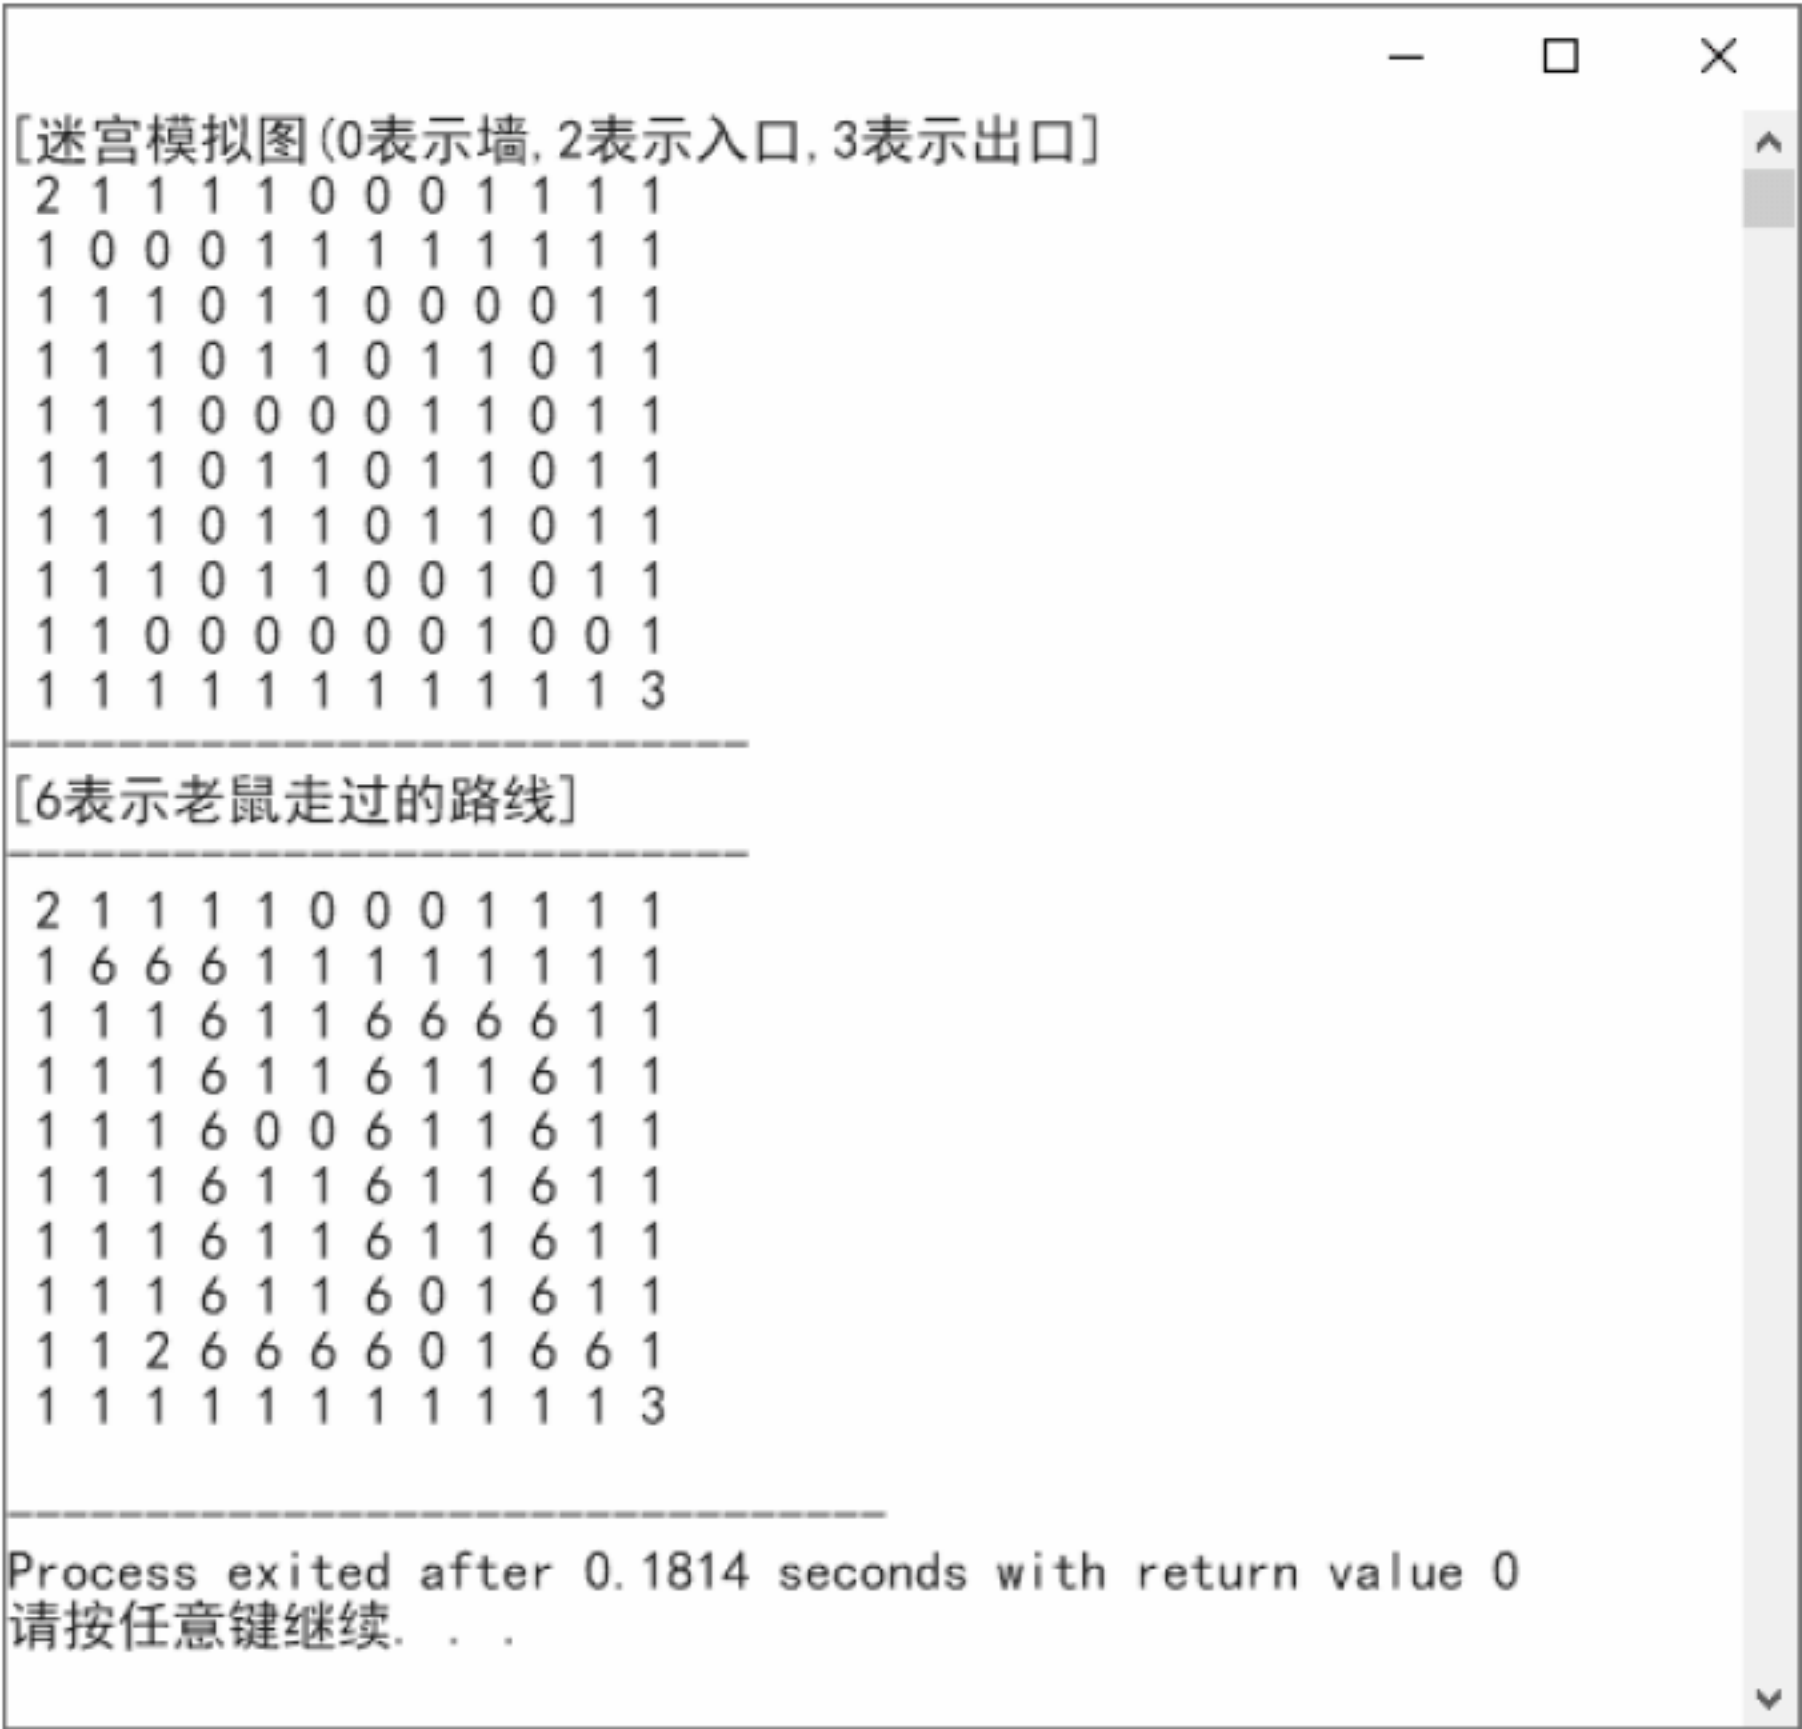 [迷宫模拟图(0表示墙,2表示入口,3表示出口]
2 1 1 1 1 0 0 0 1 1 1 1
1 0 0 0 1 1 1 1 1 1 1 1
1 1 1 0 1 1 0 0 0 0 1 1
1 1 1 0 1 1 0 1 1 0 1 1
1 1 1 0 0 0 0 1 1 0 1 1
1 1 1 0 1 1 0 1 1 0 1 1
1 1 1 0 1 1 0 1 1 0 1 1
1 1 1 0 1 1 0 0 1 0 1 1
1 1 0 0 0 0 0 0 1 0 0 1
1 1 1 1 1 1 1 1 1 1 1 3
---------------------------
[6表示老鼠走过的路线]
---------------------------
2 1 1 1 1 0 0 0 1 1 1 1
1 6 6 6 1 1 1 1 1 1 1 1
1 1 1 6 1 1 6 6 6 6 1 1
1 1 1 6 1 1 6 1 1 6 1 1
1 1 1 6 0 0 6 1 1 6 1 1
1 1 1 6 1 1 6 1 1 6 1 1
1 1 1 6 1 1 6 1 1 6 1 1
1 1 1 6 1 1 6 0 1 6 1 1
1 1 2 6 6 6 6 0 1 6 6 1
1 1 1 1 1 1 1 1 1 1 1 3
--------------------------------
Process exited after 0.1814 seconds with return value 0
请按任意键继续. . .